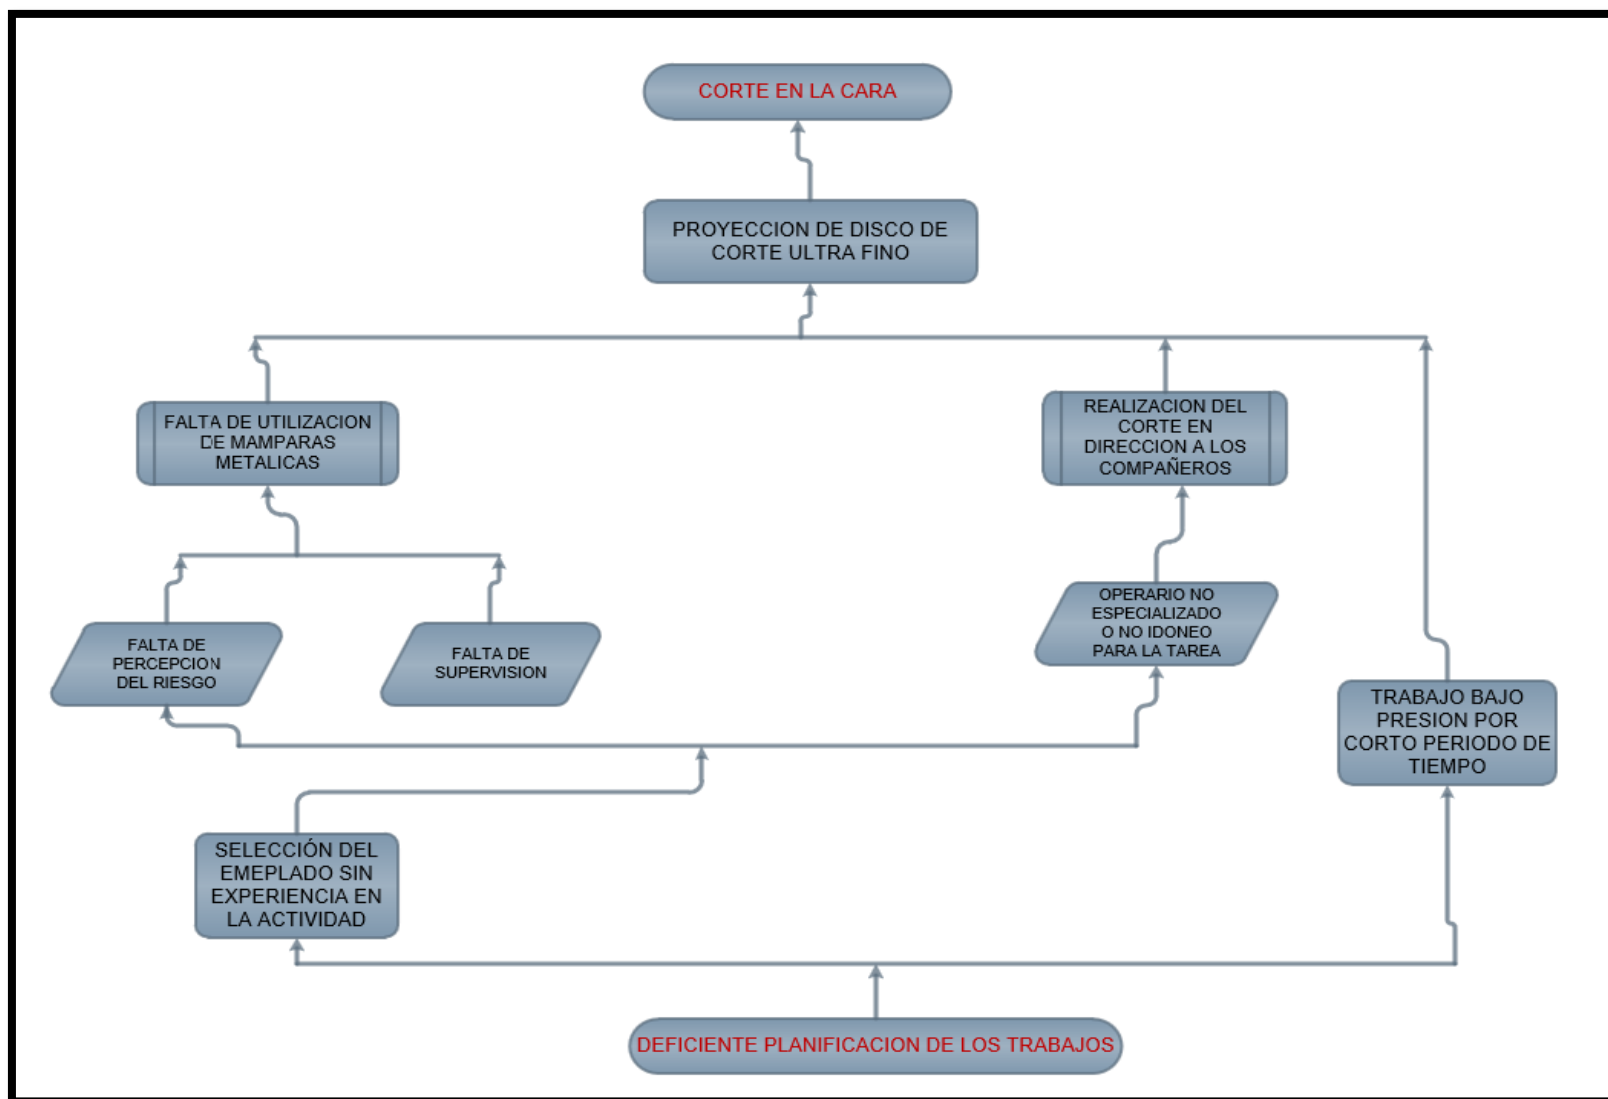 CORTE EN LA CARA
PROYECCION DE DISCO DE
CORTE ULTRA FINO
FALTA DE UTILIZACION
DE MAMPARAS
METALICAS
REALIZACION DEL
CORTE EN
DIRECCION A LOS
COMPAÑEROS
FALTA DE
PERCEPCION
DEL RIESGO
FALTA DE
SUPERVISION
OPERARIO NO
ESPECIALIZADO
O NO IDONEO
PARA LA TAREA
TRABAJO BAJO
PRESION POR
CORTO PERIODO DE
TIEMPO
SELECCIÓN DEL
EMEPLADO SIN
EXPERIENCIA EN
LA ACTIVIDAD
DEFICIENTE PLANIFICACION DE LOS TRABAJOS